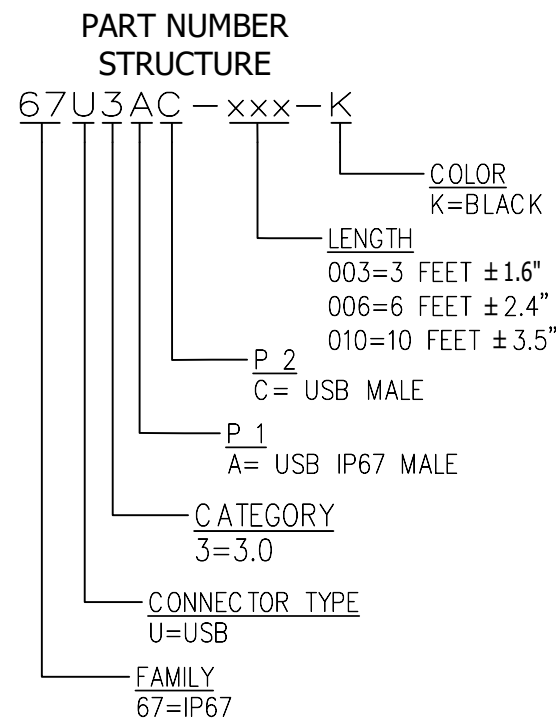 PART NUMBER
STRUCTURE
67U3AC-xxx-K
COLOR
K=BLACK
LENGTH
003=3 FEET ±1.6"
006=6 FEET ±2.4”
010=10 FEET ±3.5”
P 2
C= USB MALE
P 1
A= USB IP67 MALE
CATEGORY
3=3.0
CONNECTOR TYPE
U=USB
FAMILY
67=IP67